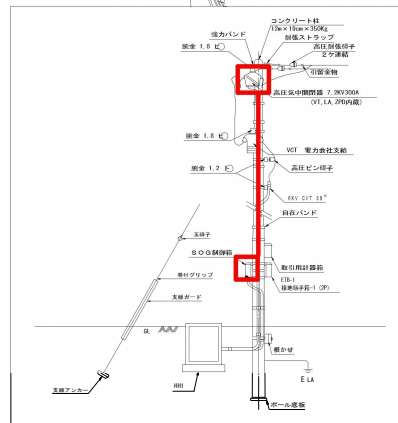 コンクリート柱
12m×19cm×350Kg
強力バンド
耐張ストラップ
腕金 1.8
高圧耐張碍子
2ケ連結
引留金物
高圧気中開閉器 7.2KV300A
(VT,LA,ZPD内蔵)
腕金 1.8
VCT 電力会社支給
高圧ピン碍子
腕金 1.2
6KV CVT 38°
自在バンド
玉碍子
SOG制御箱
巻付グリップ
取引用計器箱
ETB-t
接地端子箱-1 (2P)
支線ガード
GL
根かせ
支線アンカー
HH1
E LA
ポール底板